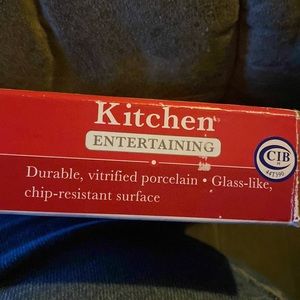 Kitchen
ENTERTAINING
CIB
Durable, vitrified porcelain • Glass-like,
chip-resistant surface